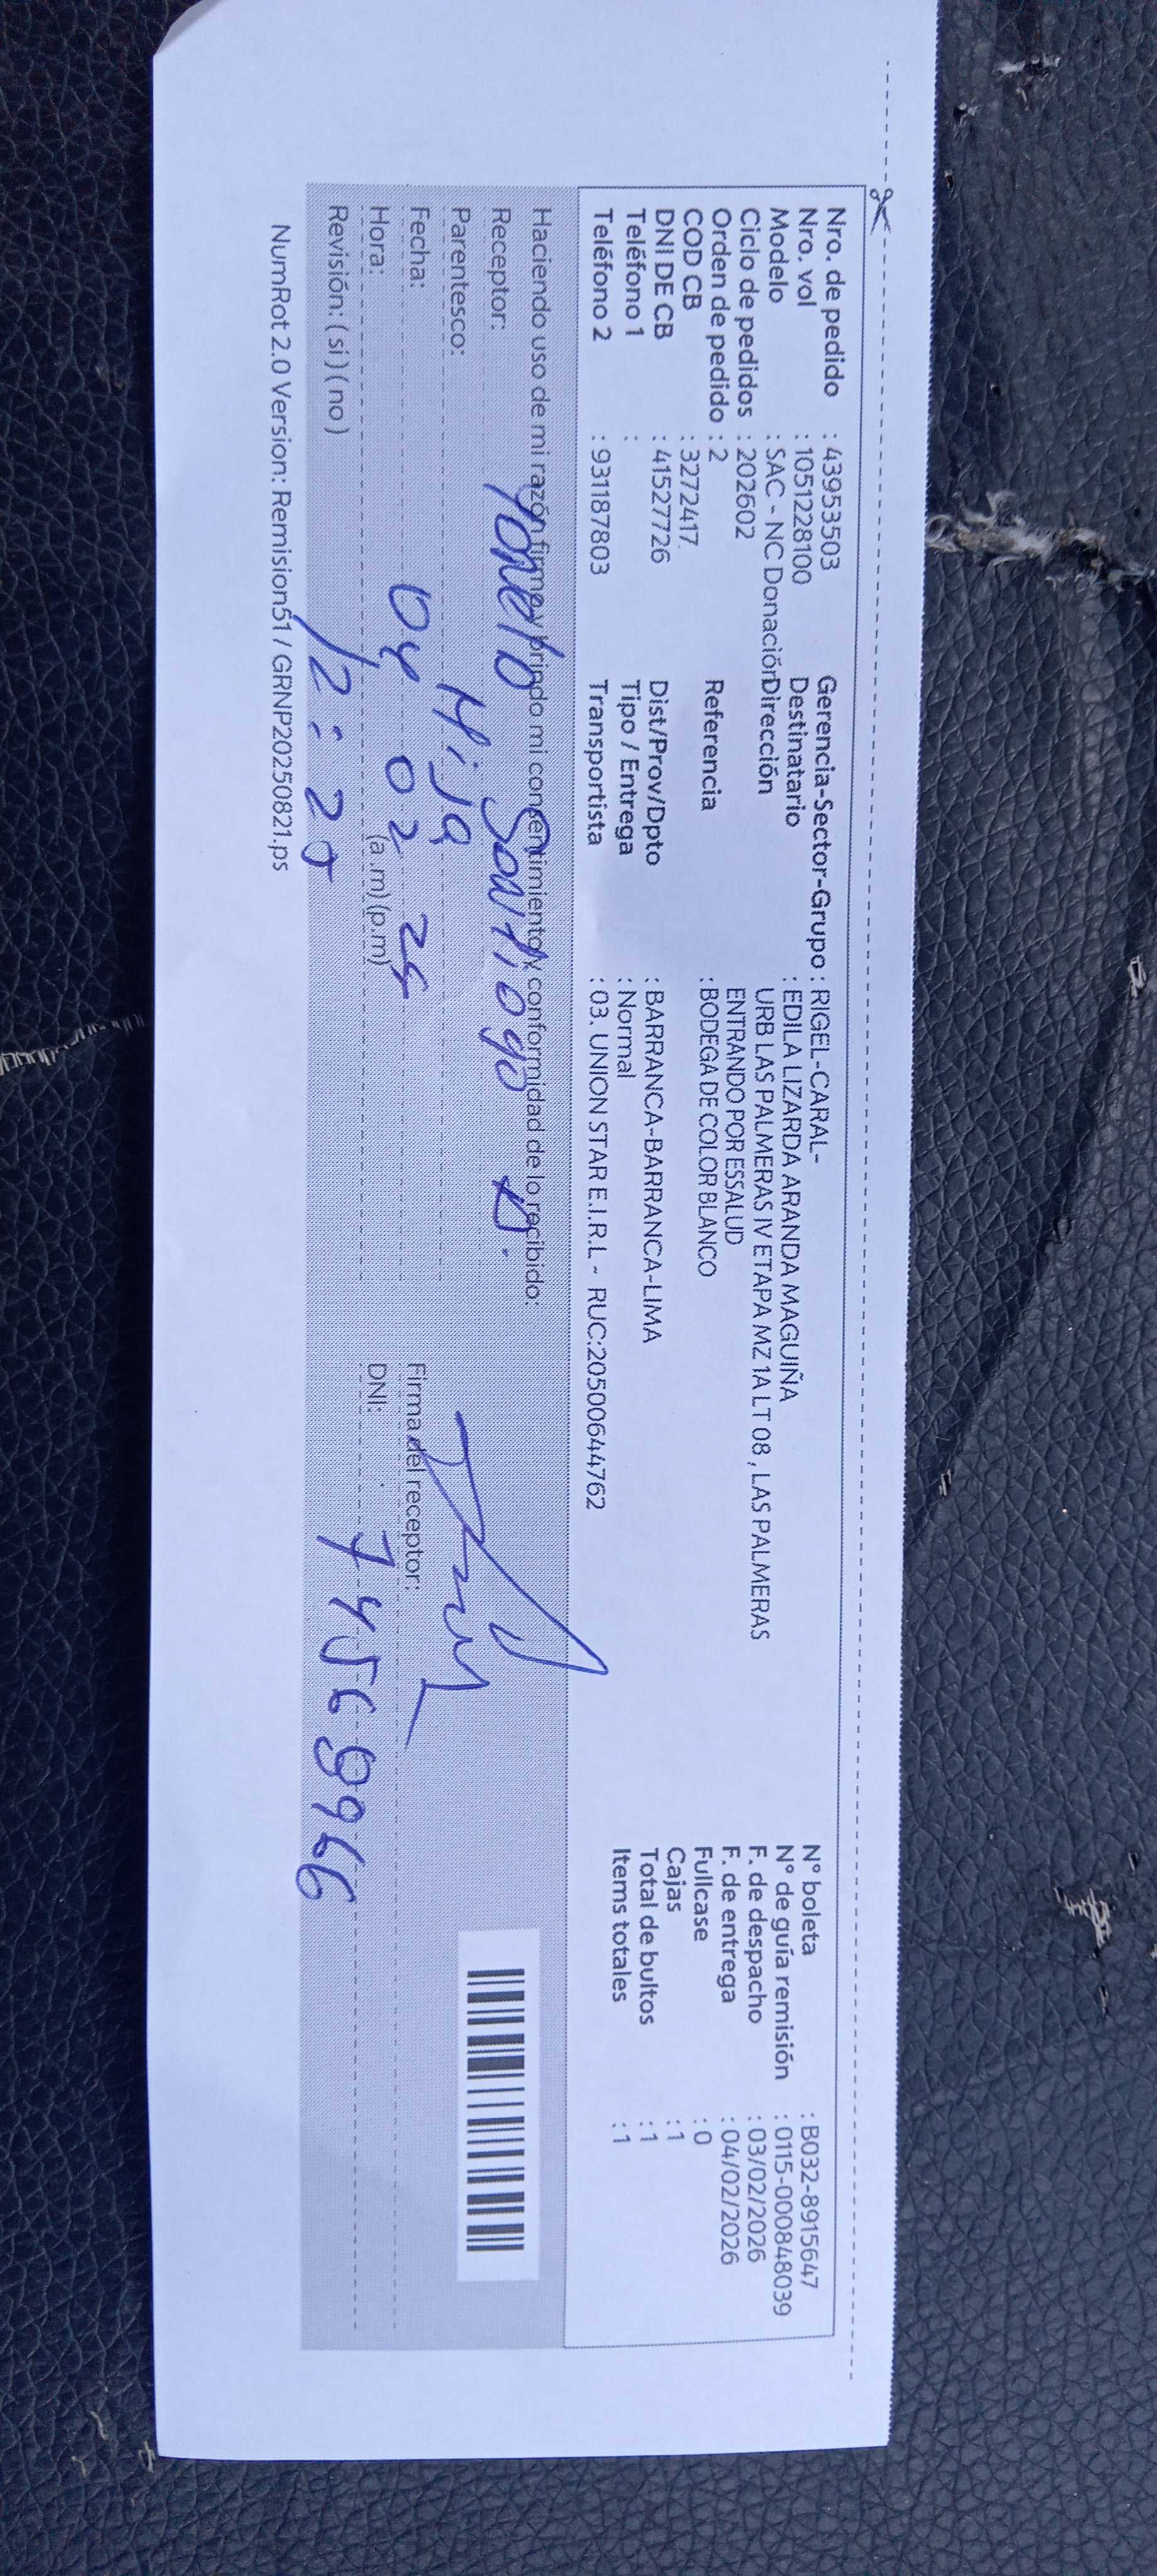 Nro. de pedido : 43953503 Gerencia-Sector-Grupo : RIGEL-CARAL- N° boleta : B032-8915647
Nro. vol : 1051228100 Destinatario : EDILA LIZARDA ARANDA MAGUIÑA N° de guía remisión : 0115-000848039
Modelo : SAC - NC Donación Dirección URB LAS PALMERAS IV ETAPA MZ 1A LT 08 , LAS PALMERAS F. de despacho : 03/02/2026
Ciclo de pedidos : 202602 ENTRANDO POR ESSALUD F. de entrega : 04/02/2026
Orden de pedido : 2 Referencia : BODEGA DE COLOR BLANCO Fullcase : 0
COD CB : 3272417. Cajas : 1
DNI DE CB : 41527726 Dist/Prov/Dpto : BARRANCA-BARRANCA-LIMA Total de bultos : 1
Teléfono 1 : Tipo / Entrega : Normal Items totales : 1
Teléfono 2 : 931187803 Transportista : 03. UNION STAR E.I.R.L - RUC:20500644762
Haciendo uso de mi razón firmo y brindo mi consentimiento y conformidad de lo recibido:
Receptor: Santiago
Parentesco: Hija
Fecha: 04 02 Firma del receptor:
Hora: 12:20 (a.m) (p.m) DNI: 74568966
Revisión: ( si ) ( no )
NumRot 2.0 Version: Remision51 / GRNP20250821.ps